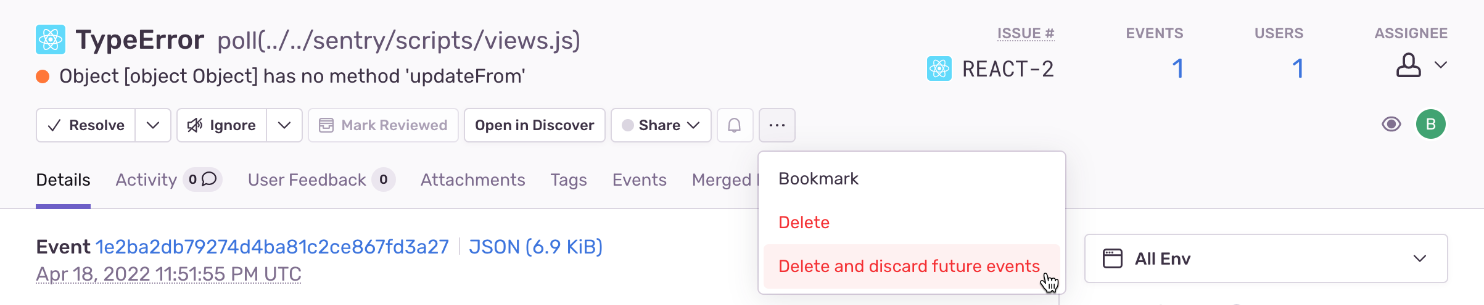 TypeError poll(../../sentry/scripts/views.js)
Object [object Object] has no method 'updateFrom'
ISSUE # EVENTS USERS ASSIGNEE
REACT-2 1 1
Resolve Ignore Mark Reviewed Open in Discover Share ...
B
Details Activity 0 User Feedback 0 Attachments Tags Events Merged
Bookmark
Delete
Delete and discard future events
Event 1e2ba2db79274d4ba81c2ce867fd3a27 JSON (6.9 KiB)
Apr 18, 2022 11:51:55 PM UTC
All Env